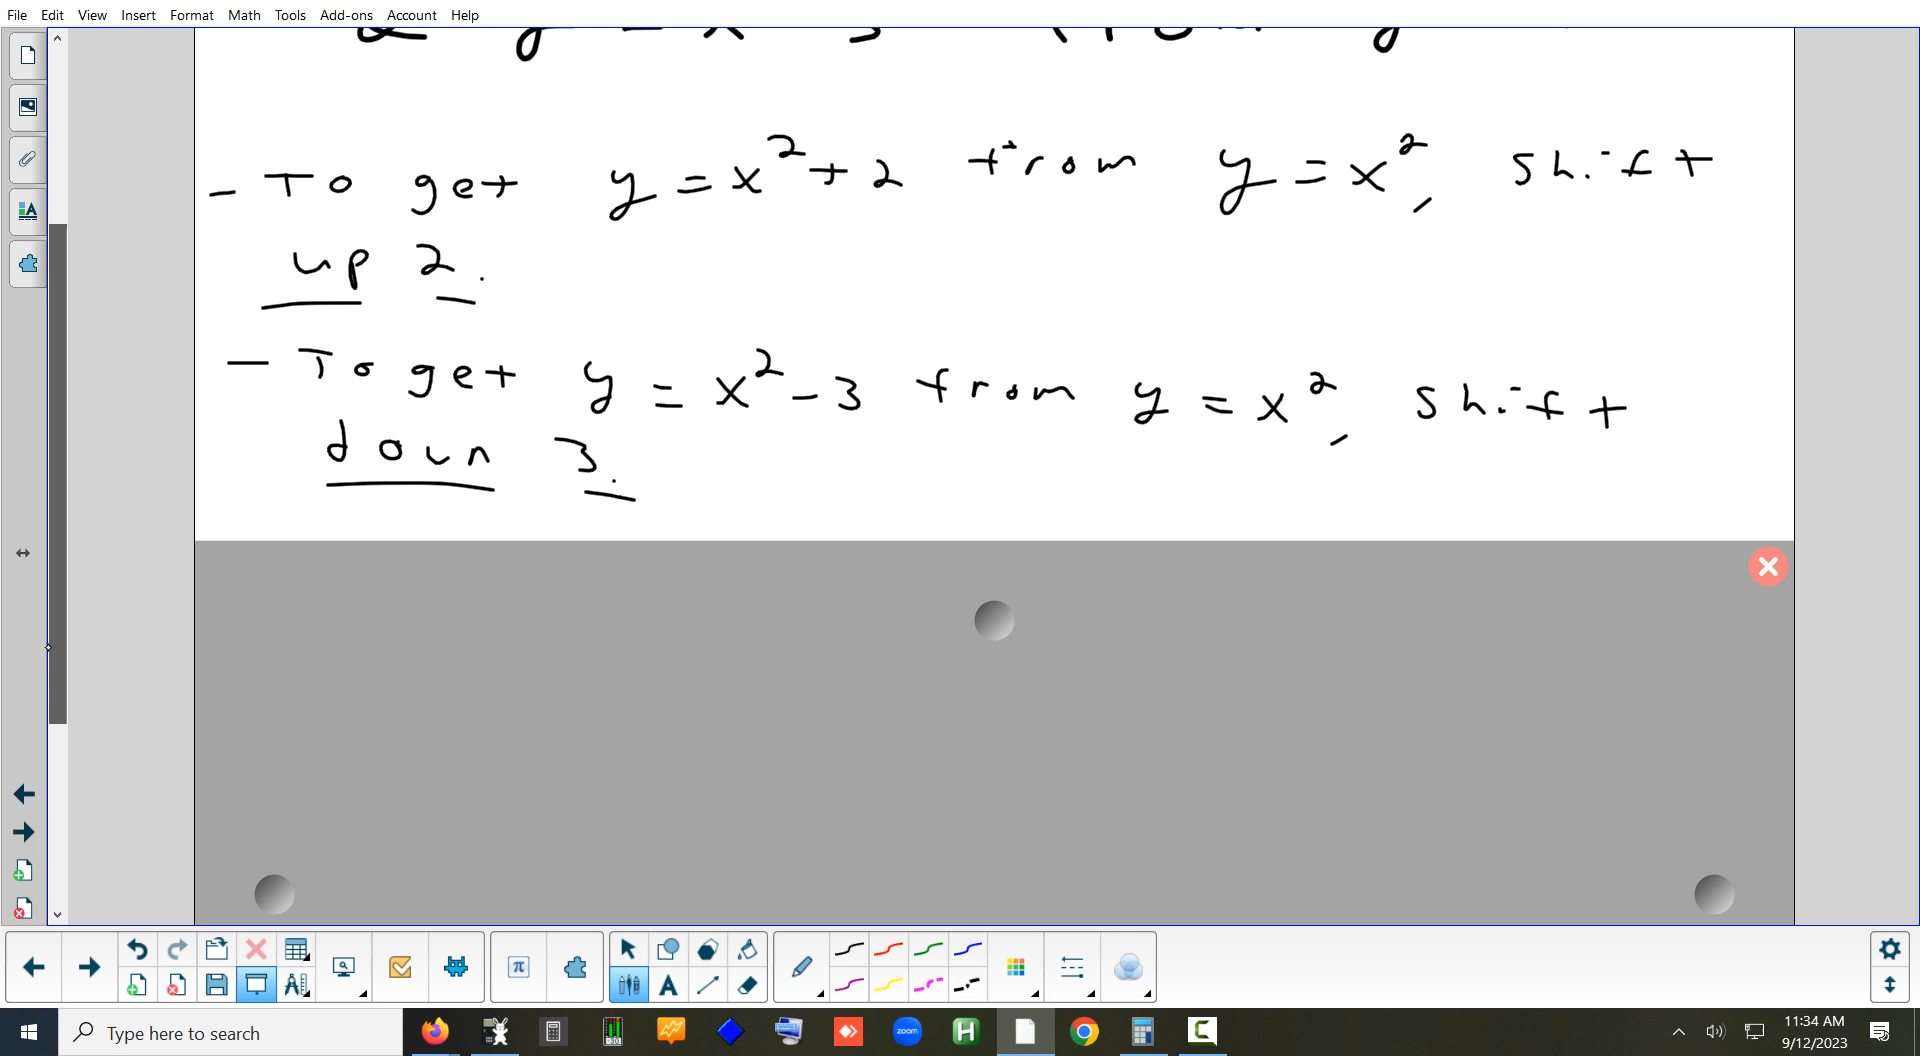 File Edit View Insert Format Math Tools Add-ons Account Help
- To get y = x² + 2 from y = x², shift
up 2.
- To get y = x² - 3 from y = x², shift
down 3.
Type here to search
zoom
11:34 AM
9/12/2023